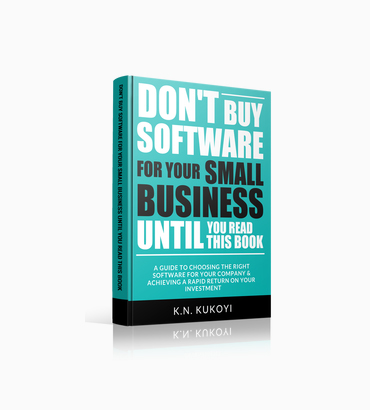 DON'T BUY
SOFTWARE
FOR YOUR SMALL
BUSINESS
UNTIL YOU READ
THIS BOOK
A GUIDE TO CHOOSING THE RIGHT
SOFTWARE FOR YOUR COMPANY &
ACHIEVING A RAPID RETURN ON YOUR
INVESTMENT
K.N. KUKOYI
DON'T BUY SOFTWARE FOR YOUR SMALL BUSINESS UNTIL YOU READ THIS BOOK